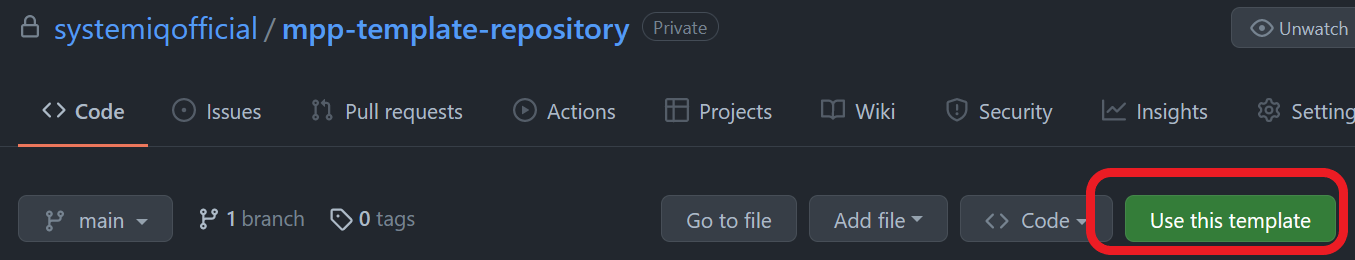 systemiqofficial / mpp-template-repository Private Unwatch
Code Issues Pull requests Actions Projects Wiki Security Insights Setting
main 1 branch 0 tags Go to file Add file Code Use this template